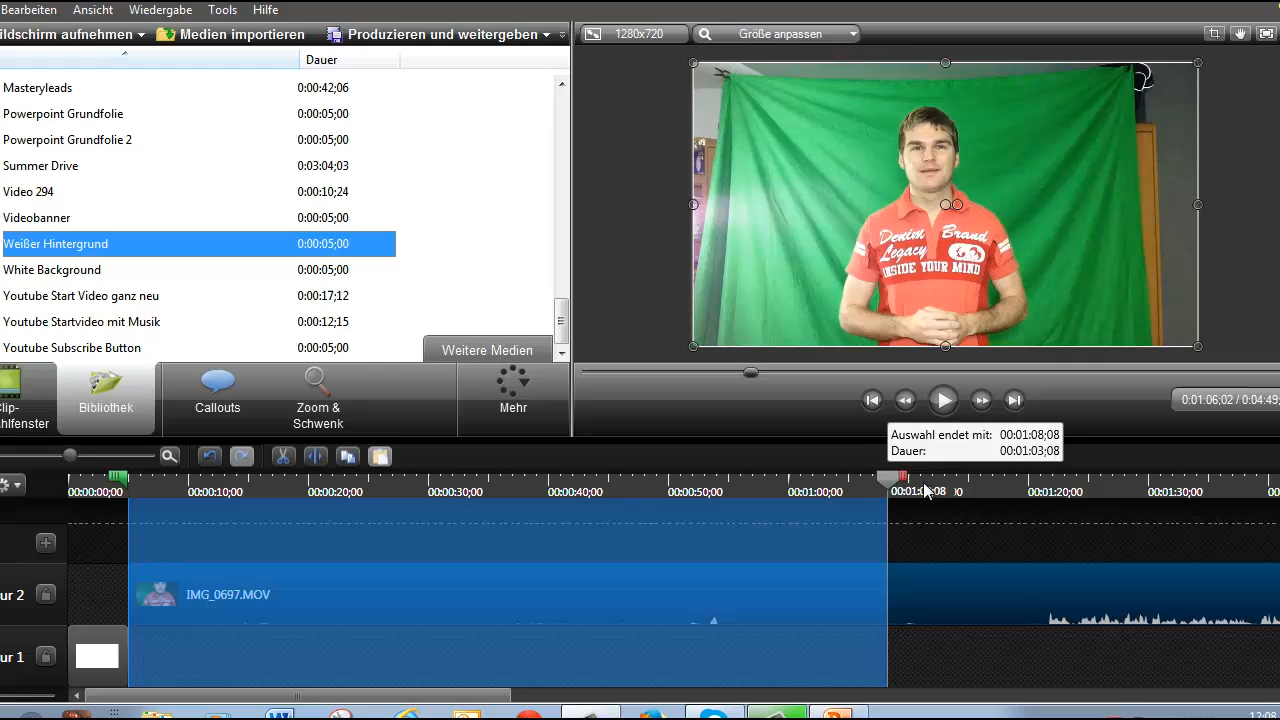 Bearbeiten Ansicht Wiedergabe Tools Hilfe
ildschirm aufnehmen Medien importieren Produzieren und weitergeben
1280x720 Größe anpassen
Dauer
Masteryleads 0:00:42;06
Powerpoint Grundfolie 0:00:05;00
Powerpoint Grundfolie 2 0:00:05;00
Summer Drive 0:03:04;03
Video 294 0:00:10;24
Videobanner 0:00:05;00
Weißer Hintergrund 0:00:05;00
White Background 0:00:05;00
Youtube Start Video ganz neu 0:00:17;12
Youtube Startvideo mit Musik 0:00:12;15
Youtube Subscribe Button 0:00:05;00
Denim Brand
Legacy
INSIDE YOUR MIND
Weitere Medien
Clip-
hlfenster
Bibliothek
Callouts
Zoom &
Schwenk
Mehr
0:01:06;02 / 0:04:49;
Auswahl endet mit: 00:01:08;08
Dauer: 00:01:03;08
00:00:00;00 00:00:10;00 00:00:20;00 00:00:30;00 00:00:40;00 00:00:50;00 00:01:00;00 00:01:20;00 00:01:30;00
ur 2
IMG_0697.MOV
ur 1
12:08